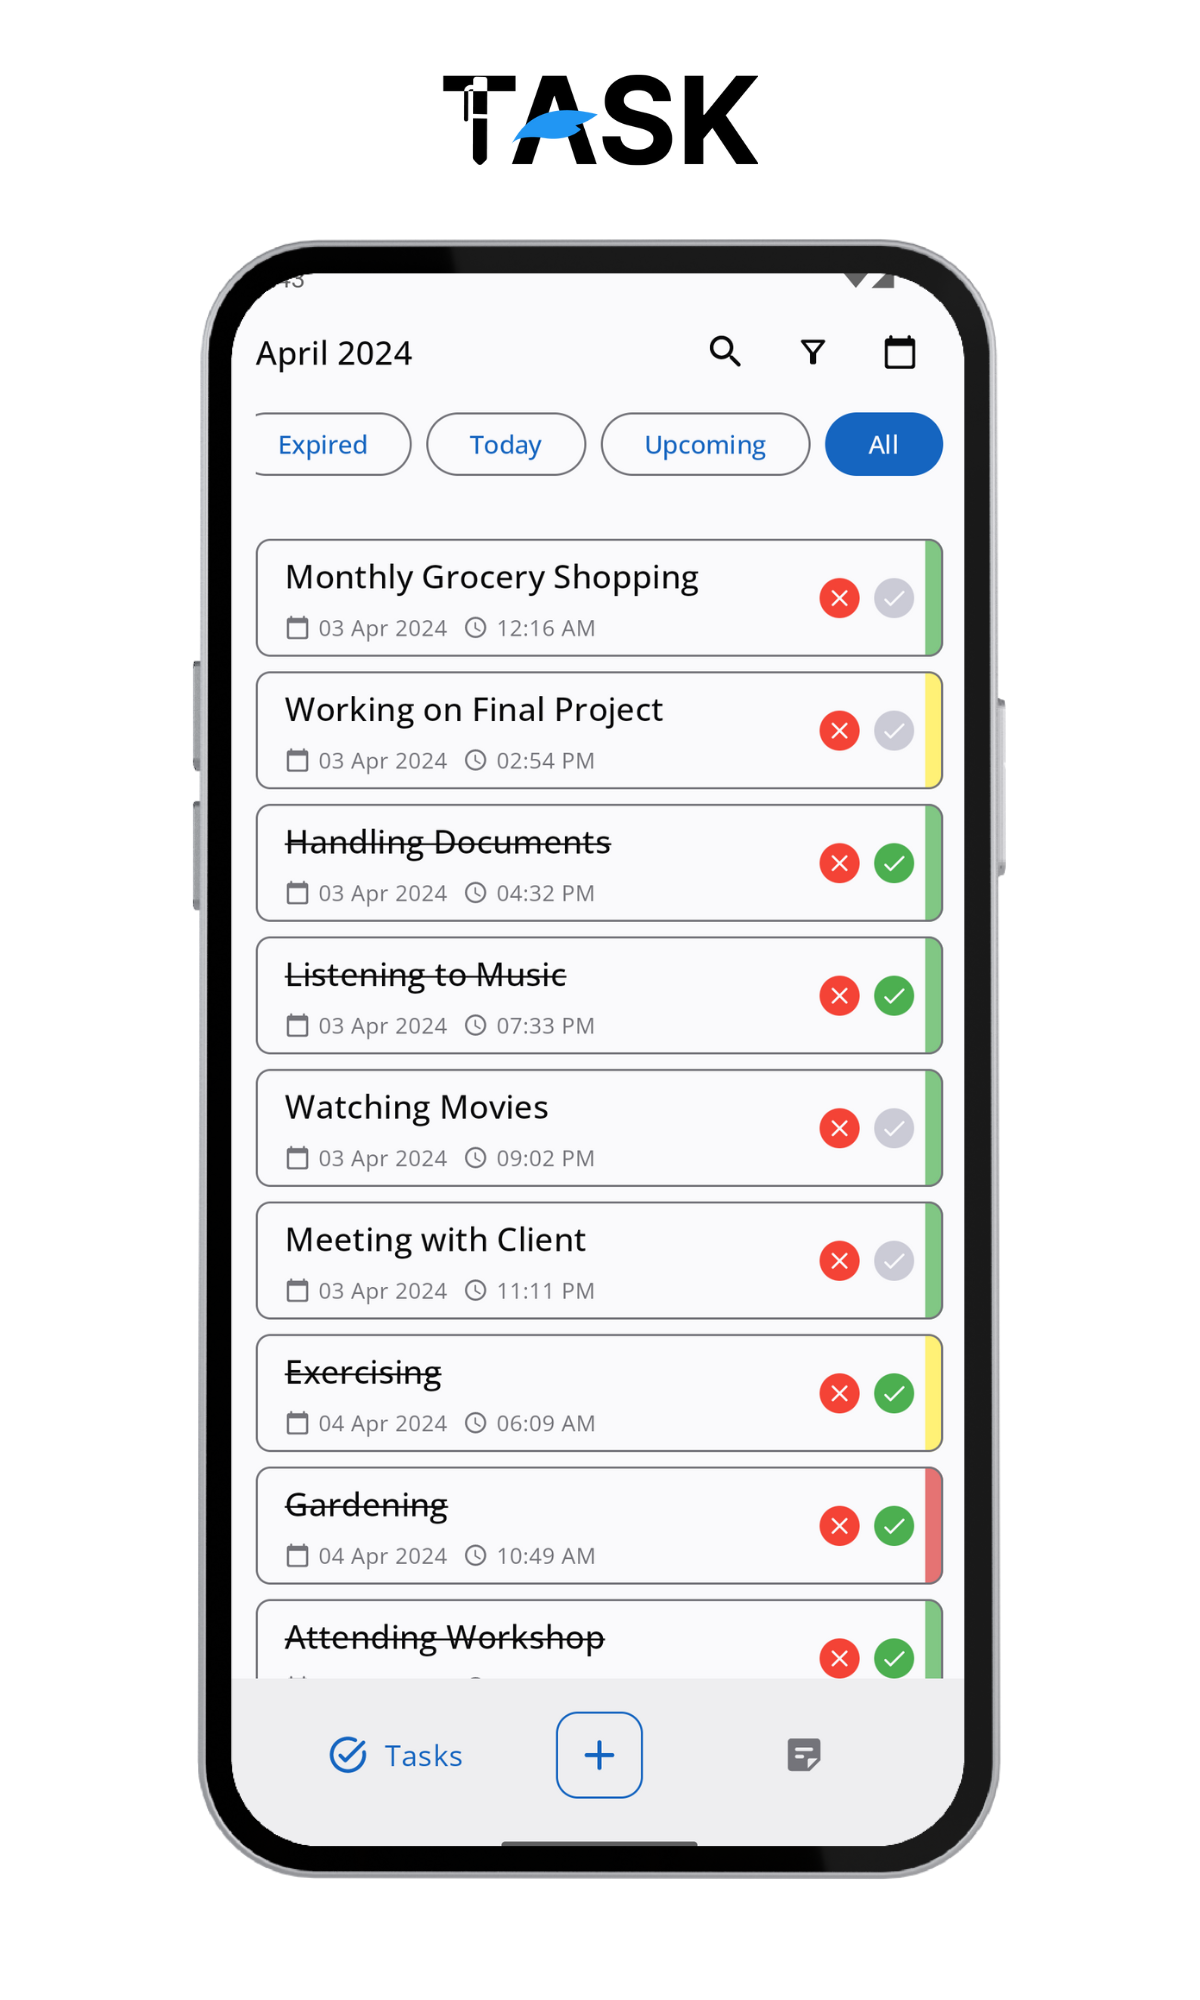 TASK
43
April 2024
Expired Today Upcoming All
Monthly Grocery Shopping
03 Apr 2024 12:16 AM
Working on Final Project
03 Apr 2024 02:54 PM
Handling Documents
03 Apr 2024 04:32 PM
Listening to Music
03 Apr 2024 07:33 PM
Watching Movies
03 Apr 2024 09:02 PM
Meeting with Client
03 Apr 2024 11:11 PM
Exercising
04 Apr 2024 06:09 AM
Gardening
04 Apr 2024 10:49 AM
Attending Workshop
Tasks